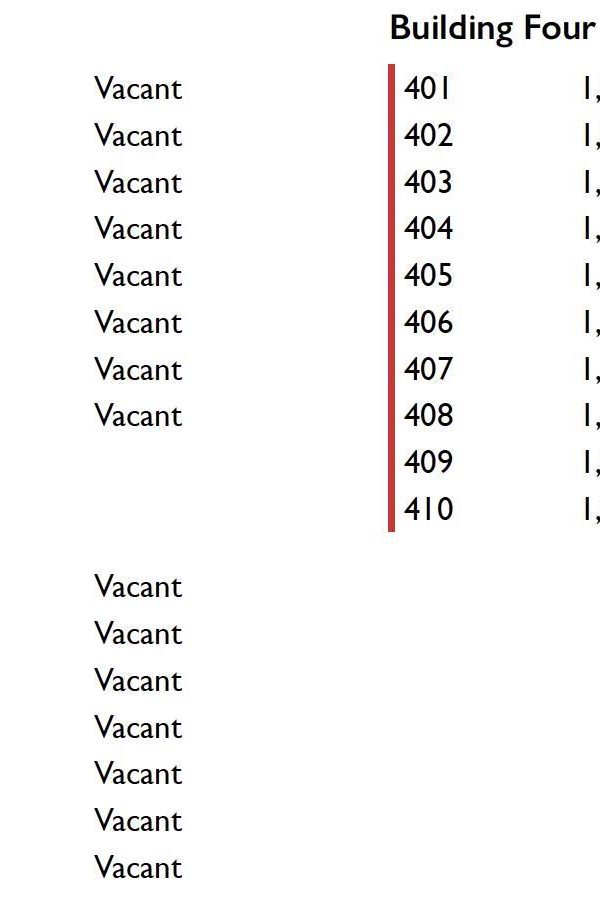 Building Four
Vacant 401 1,
Vacant 402 1,
Vacant 403 1,
Vacant 404 1,
Vacant 405 1,
Vacant 406 1,
Vacant 407 1,
Vacant 408 1,
409 1,
410 1,
Vacant
Vacant
Vacant
Vacant
Vacant
Vacant
Vacant